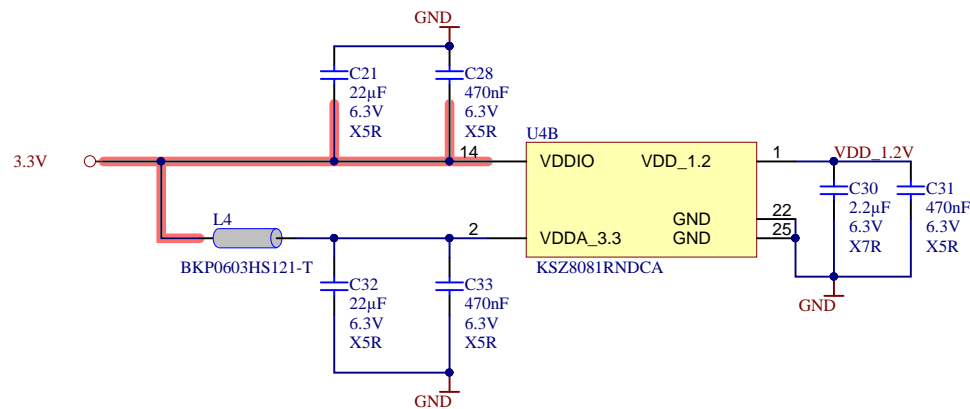 GND
C21
22µF
6.3V
X5R
C28
470nF
6.3V
X5R
U4B
3.3V
14
VDDIO
VDD_1.2
1
VDD_1.2V
C30
2.2µF
6.3V
X7R
C31
470nF
6.3V
X5R
L4
BKP0603HS121-T
2
VDDA_3.3
GND
22
GND
25
KSZ8081RNDCA
C32
22µF
6.3V
X5R
C33
470nF
6.3V
X5R
GND
GND